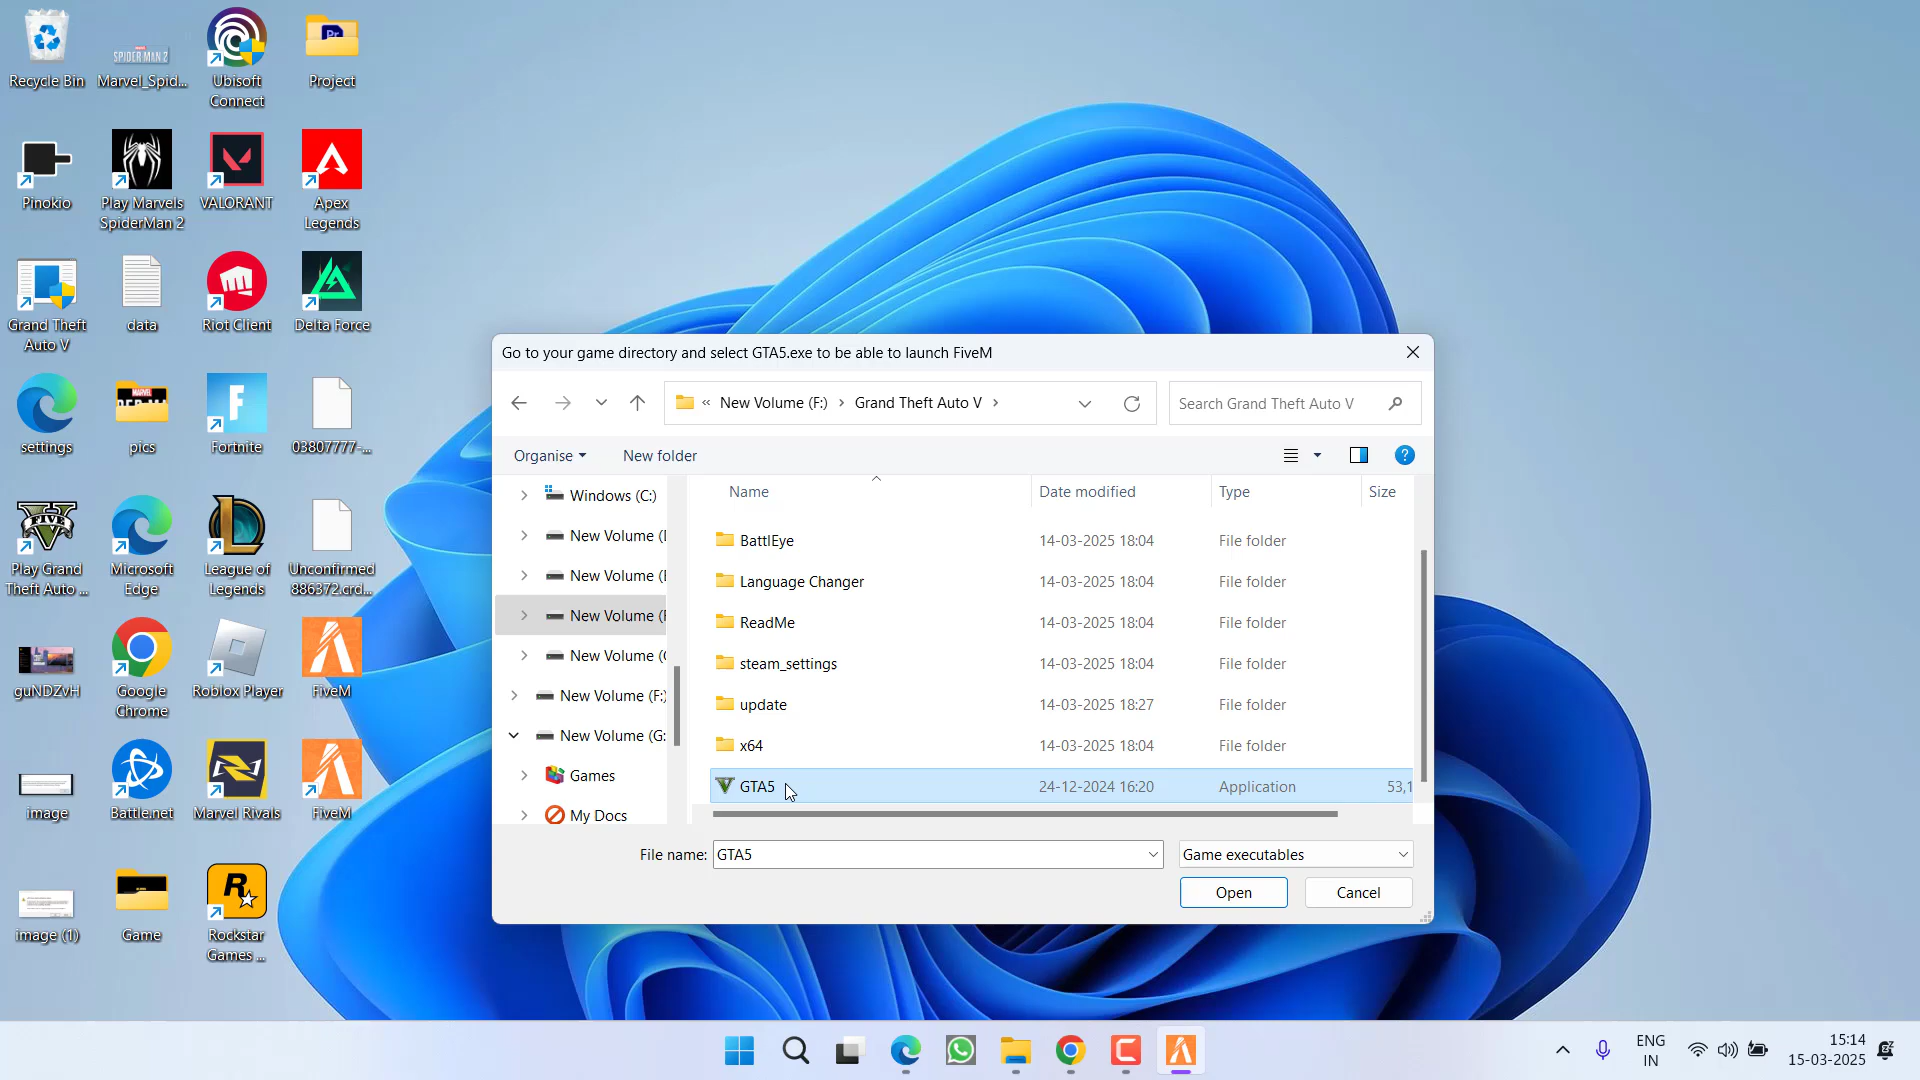 Recycle Bin
SPIDER-MAN 2
Marvel_Spid...
Ubisoft
Connect
Pr
Project
Pinokio
Play Marvels
SpiderMan 2
VALORANT
Apex
Legends
Grand Theft
Auto V
data
Riot Client
Delta Force
settings
pics
F
Fortnite
03807777-...
FIVE
Play Grand
Theft Auto ...
Microsoft
Edge
League of
Legends
Unconfirmed
886372.crd...
guNDZvH
Google
Chrome
Roblox Player
FiveM
image
Battle.net
Marvel Rivals
FiveM
image (1)
Game
R
Rockstar
Games ...
Go to your game directory and select GTA5.exe to be able to launch FiveM
« New Volume (F:) > Grand Theft Auto V >
Search Grand Theft Auto V
Organise
New folder
?
Windows (C:)
New Volume (
New Volume (
New Volume (
New Volume (
New Volume (F:)
New Volume (G:
Games
My Docs
Name Date modified Type Size
BattlEye 14-03-2025 18:04 File folder
Language Changer 14-03-2025 18:04 File folder
ReadMe 14-03-2025 18:04 File folder
steam_settings 14-03-2025 18:04 File folder
update 14-03-2025 18:27 File folder
x64 14-03-2025 18:04 File folder
GTA5 24-12-2024 16:20 Application 53,1
File name: GTA5
Game executables
Open
Cancel
ENG
IN
15:14
15-03-2025